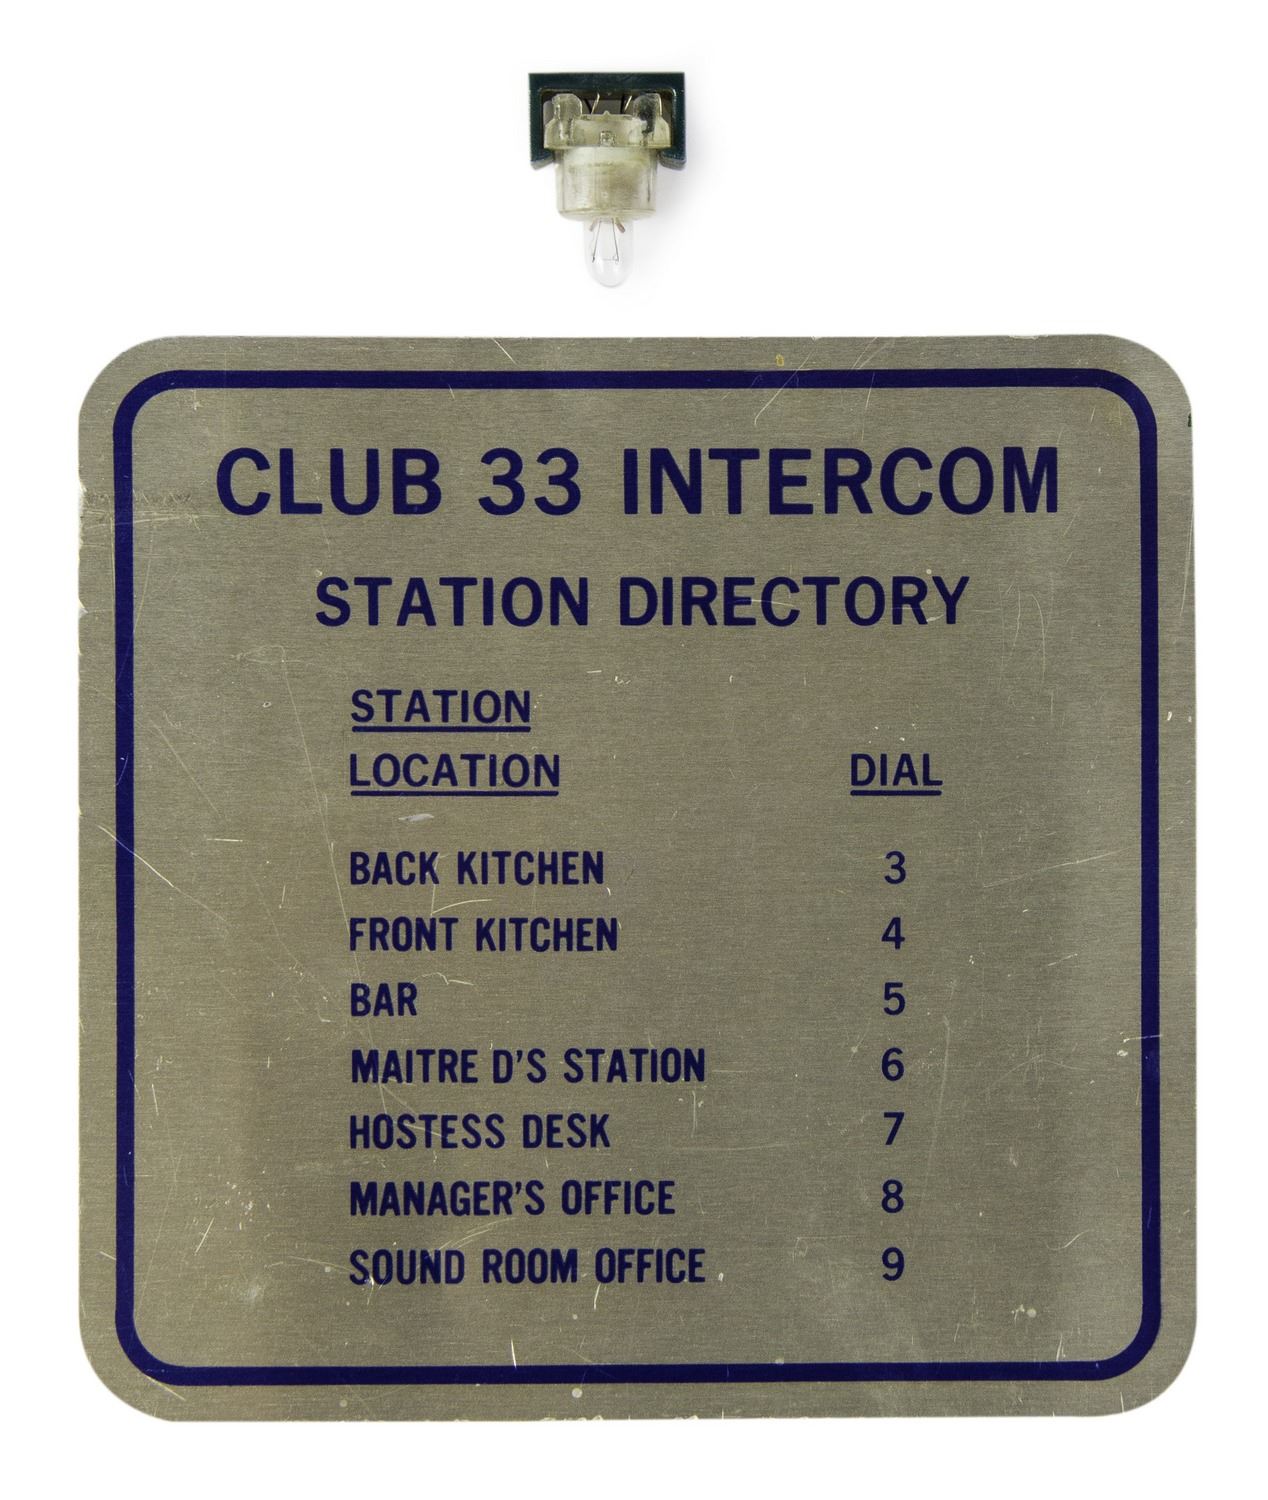 CLUB 33 INTERCOM
STATION DIRECTORY
STATION
LOCATION DIAL
BACK KITCHEN 3
FRONT KITCHEN 4
BAR 5
MAITRE D'S STATION 6
HOSTESS DESK 7
MANAGER'S OFFICE 8
SOUND ROOM OFFICE 9